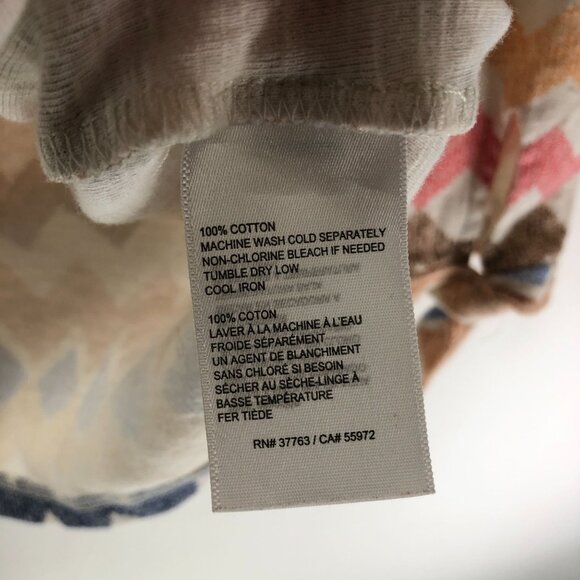 100% COTTON
MACHINE WASH COLD SEPARATELY
NON-CHLORINE BLEACH IF NEEDED
TUMBLE DRY LOW
COOL IRON
100% COTON
LAVER À LA MACHINE À L'EAU
FROIDE SÉPARÉMENT
UN AGENT DE BLANCHIMENT
SANS CHLORÉ SI BESOIN
SÉCHER AU SÈCHE-LINGE À
BASSE TEMPÉRATURE
FER TIÈDE
RN# 37763 / CA# 55972